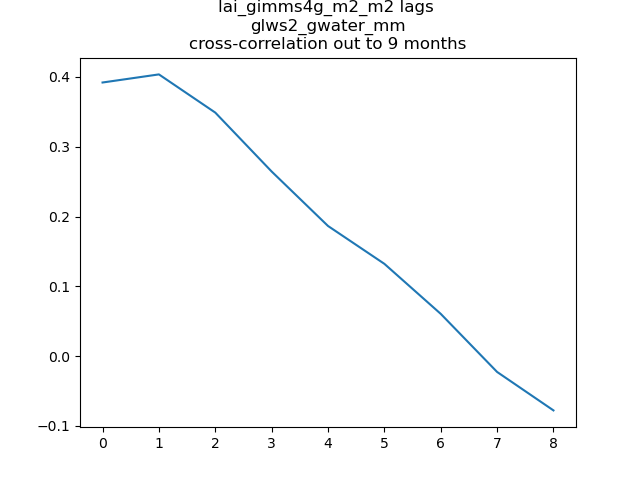 lai_gimms4g_m2_m2 lags
glws2_gwater_mm
cross-correlation out to 9 months
0.4
0.3
0.2
0.1
0.0
−0.1
0 1 2 3 4 5 6 7 8